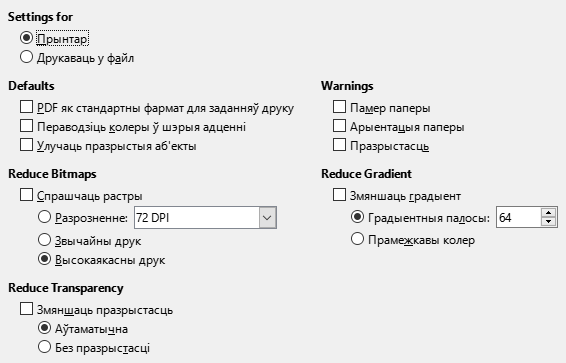 Settings for
Прынтар
Друкаваць у файл
Defaults
PDF як стандартны фармат для заданняў друку
Пераводзіць колеры ў шэрыя адценні
Улучаць празрыстыя аб'екты
Warnings
Памер паперы
Арыентацыя паперы
Празрыстасць
Reduce Bitmaps
Спрашчаць растры
Разрозненне: 72 DPI
Звычайны друк
Высокаякасны друк
Reduce Gradient
Змяншаць градыент
Градыентныя палосы: 64
Прамежкавы колер
Reduce Transparency
Змяншаць празрыстасць
Аўтаматычна
Без празрыстасці